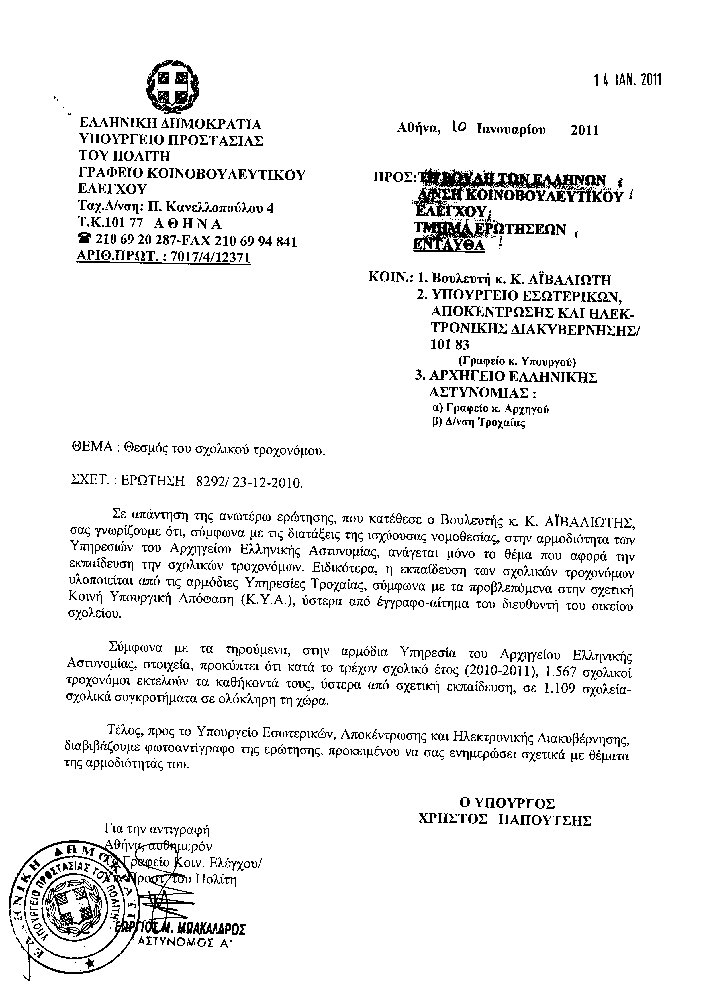 1 4 ΙΑΝ. 2011
ΕΛΛΗΝΙΚΗ ΔΗΜΟΚΡΑΤΙΑ
ΥΠΟΥΡΓΕΙΟ ΠΡΟΣΤΑΣΙΑΣ
ΤΟΥ ΠΟΛΙΤΗ
ΓΡΑΦΕΙΟ ΚΟΙΝΟΒΟΥΛΕΥΤΙΚΟΥ
ΕΛΕΓΧΟΥ
Ταχ.Δ/νση: Π. Κανελλοπούλου 4
Τ.Κ.101 77 Α Θ Η Ν Α
☎ 210 69 20 287-FAX 210 69 94 841
ΑΡΙΘ.ΠΡΩΤ. : 7017/4/12371
Αθήνα, 10 Ιανουαρίου 2011
ΠΡΟΣ:ΤΗ ΒΟΥΛΗ ΤΩΝ ΕΛΛΗΝΩΝ
Δ/ΝΣΗ ΚΟΙΝΟΒΟΥΛΕΥΤΙΚΟΥ
ΕΛΕΓΧΟΥ
ΤΜΗΜΑ ΕΡΩΤΗΣΕΩΝ
ΕΝΤΑΥΘΑ
ΚΟΙΝ.: 1. Βουλευτή κ. Κ. ΑΪΒΑΛΙΩΤΗ
2. ΥΠΟΥΡΓΕΙΟ ΕΣΩΤΕΡΙΚΩΝ,
ΑΠΟΚΕΝΤΡΩΣΗΣ ΚΑΙ ΗΛΕΚ-
ΤΡΟΝΙΚΗΣ ΔΙΑΚΥΒΕΡΝΗΣΗΣ/
101 83
(Γραφείο κ. Υπουργού)
3. ΑΡΧΗΓΕΙΟ ΕΛΛΗΝΙΚΗΣ
ΑΣΤΥΝΟΜΙΑΣ :
α) Γραφείο κ. Αρχηγού
β) Δ/νση Τροχαίας
ΘΕΜΑ : Θεσμός του σχολικού τροχονόμου.
ΣΧΕΤ. : ΕΡΩΤΗΣΗ 8292/ 23-12-2010.
Σε απάντηση της ανωτέρω ερώτησης, που κατέθεσε ο Βουλευτής κ. Κ. ΑΪΒΑΛΙΩΤΗΣ,
σας γνωρίζουμε ότι, σύμφωνα με τις διατάξεις της ισχύουσας νομοθεσίας, στην αρμοδιότητα των
Υπηρεσιών του Αρχηγείου Ελληνικής Αστυνομίας, ανάγεται μόνο το θέμα που αφορά την
εκπαίδευση την σχολικών τροχονόμων. Ειδικότερα, η εκπαίδευση των σχολικών τροχονόμων
υλοποιείται από τις αρμόδιες Υπηρεσίες Τροχαίας, σύμφωνα με τα προβλεπόμενα στην σχετική
Κοινή Υπουργική Απόφαση (Κ.Υ.Α.), ύστερα από έγγραφο-αίτημα του διευθυντή του οικείου
σχολείου.
Σύμφωνα με τα τηρούμενα, στην αρμόδια Υπηρεσία του Αρχηγείου Ελληνικής
Αστυνομίας, στοιχεία, προκύπτει ότι κατά το τρέχον σχολικό έτος (2010-2011), 1.567 σχολικοί
τροχονόμοι εκτελούν τα καθήκοντά τους, ύστερα από σχετική εκπαίδευση, σε 1.109 σχολεία-
σχολικά συγκροτήματα σε ολόκληρη τη χώρα.
Τέλος, προς το Υπουργείο Εσωτερικών, Αποκέντρωσης και Ηλεκτρονικής Διακυβέρνησης,
διαβιβάζουμε φωτοαντίγραφο της ερώτησης, προκειμένου να σας ενημερώσει σχετικά με θέματα
της αρμοδιότητάς του.
Ο ΥΠΟΥΡΓΟΣ
ΧΡΗΣΤΟΣ ΠΑΠΟΥΤΣΗΣ
Για την αντιγραφή
Αθήνα, αυθημερόν
Το Γραφείο Κοιν. Ελέγχου/
Υπ. Προστ. του Πολίτη
ΕΛΛΗΝΙΚΗ ΔΗΜΟΚΡΑΤΙ
ΥΠΟΥΡΓΕΙΟ ΠΡΟΣΤΑΣΙΑΣ ΤΟΥ ΠΟΛΙΤΗ
ΕΩΡΓΙΟΣ Μ. ΜΠΑΚΑΛΔΡΟΣ
ΑΣΤΥΝΟΜΟΣ Α'